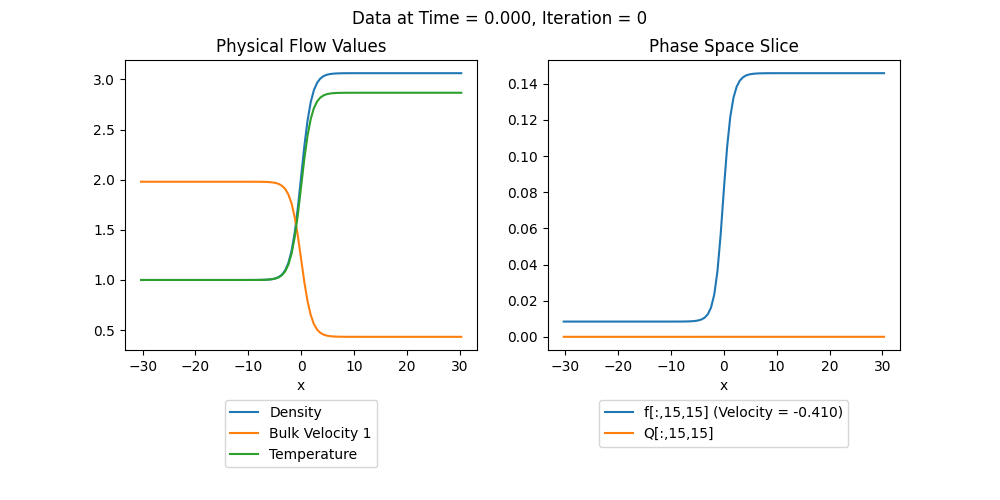 Data at Time = 0.000, Iteration = 0
Physical Flow Values
3.0
2.5
2.0
1.5
1.0
0.5
−30 −20 −10 0 10 20 30
x
Density
Bulk Velocity 1
Temperature
Phase Space Slice
0.14
0.12
0.10
0.08
0.06
0.04
0.02
0.00
−30 −20 −10 0 10 20 30
x
f[:,15,15] (Velocity = -0.410)
Q[:,15,15]